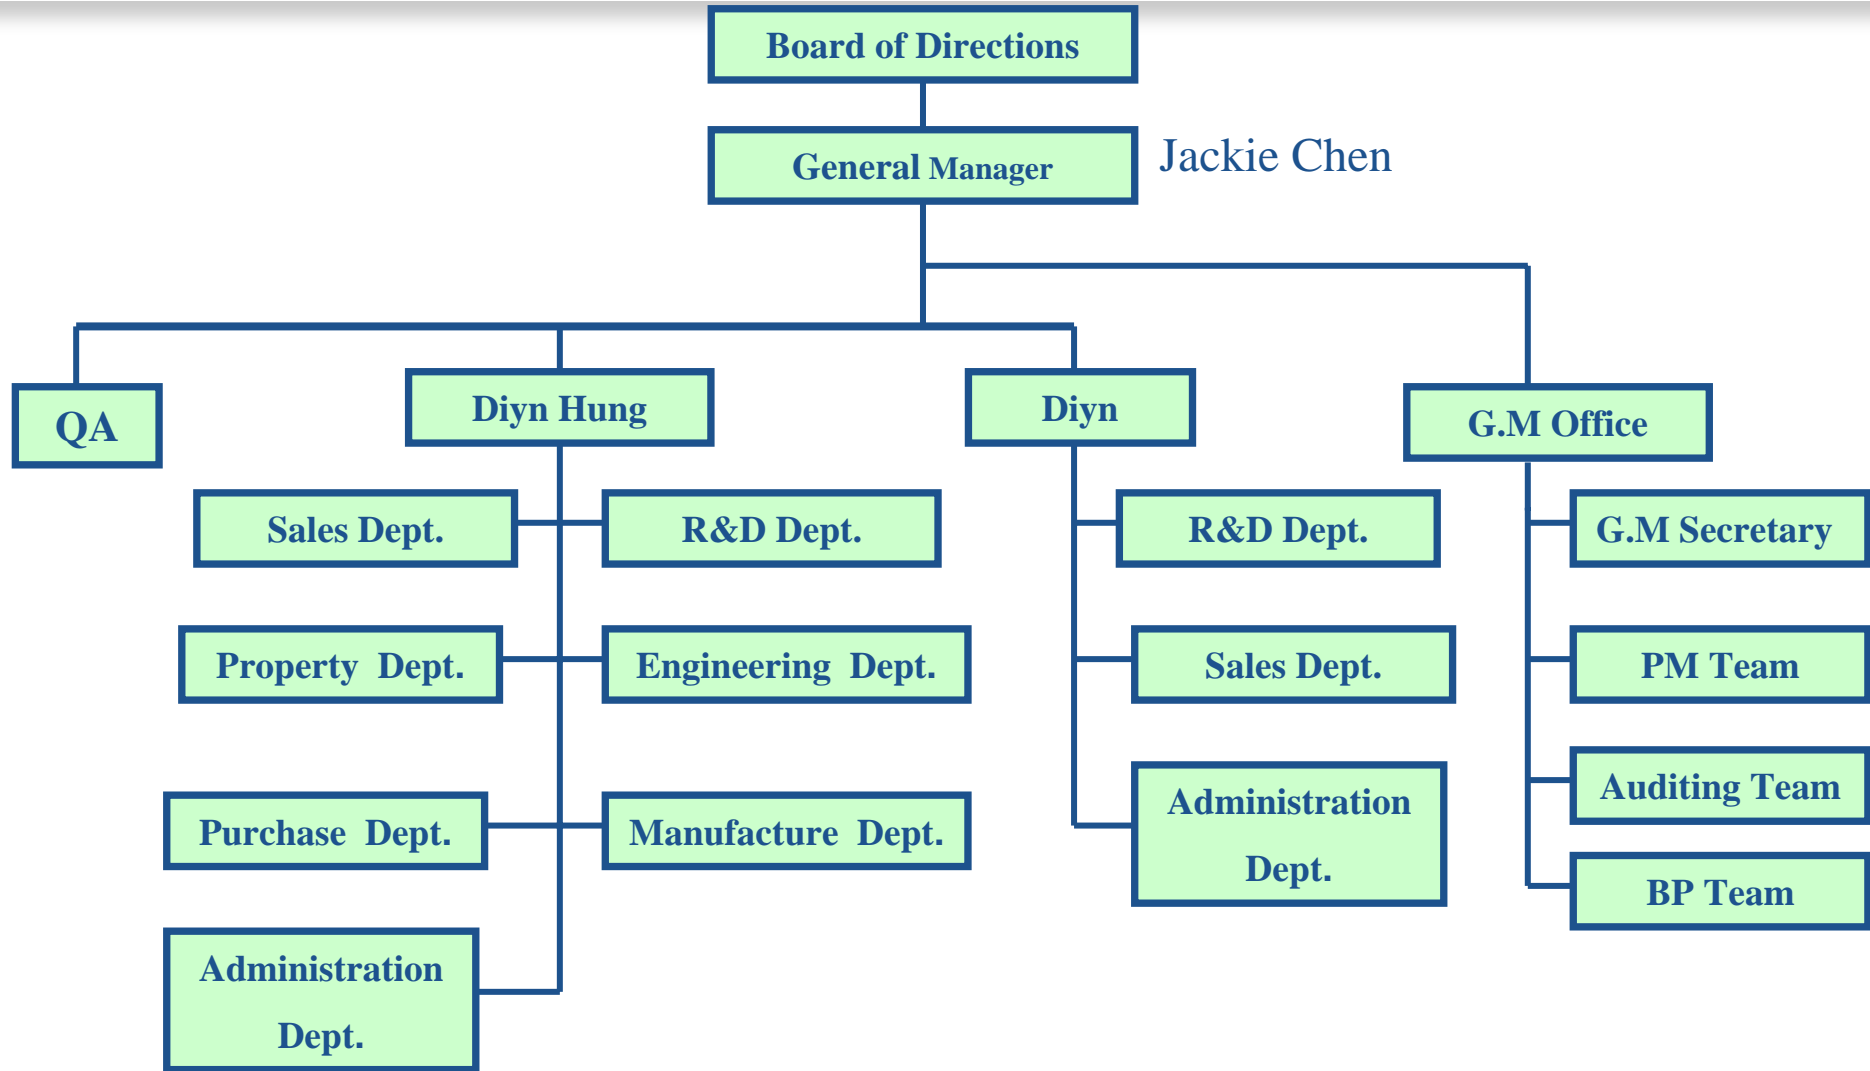 Board of Directions
General Manager
Jackie Chen
QA
Diyn Hung
Diyn
G.M Office
Sales Dept.
R&D Dept.
R&D Dept.
G.M Secretary
Property Dept.
Engineering Dept.
Sales Dept.
PM Team
Purchase Dept.
Manufacture Dept.
Administration
Dept.
Auditing Team
BP Team
Administration
Dept.